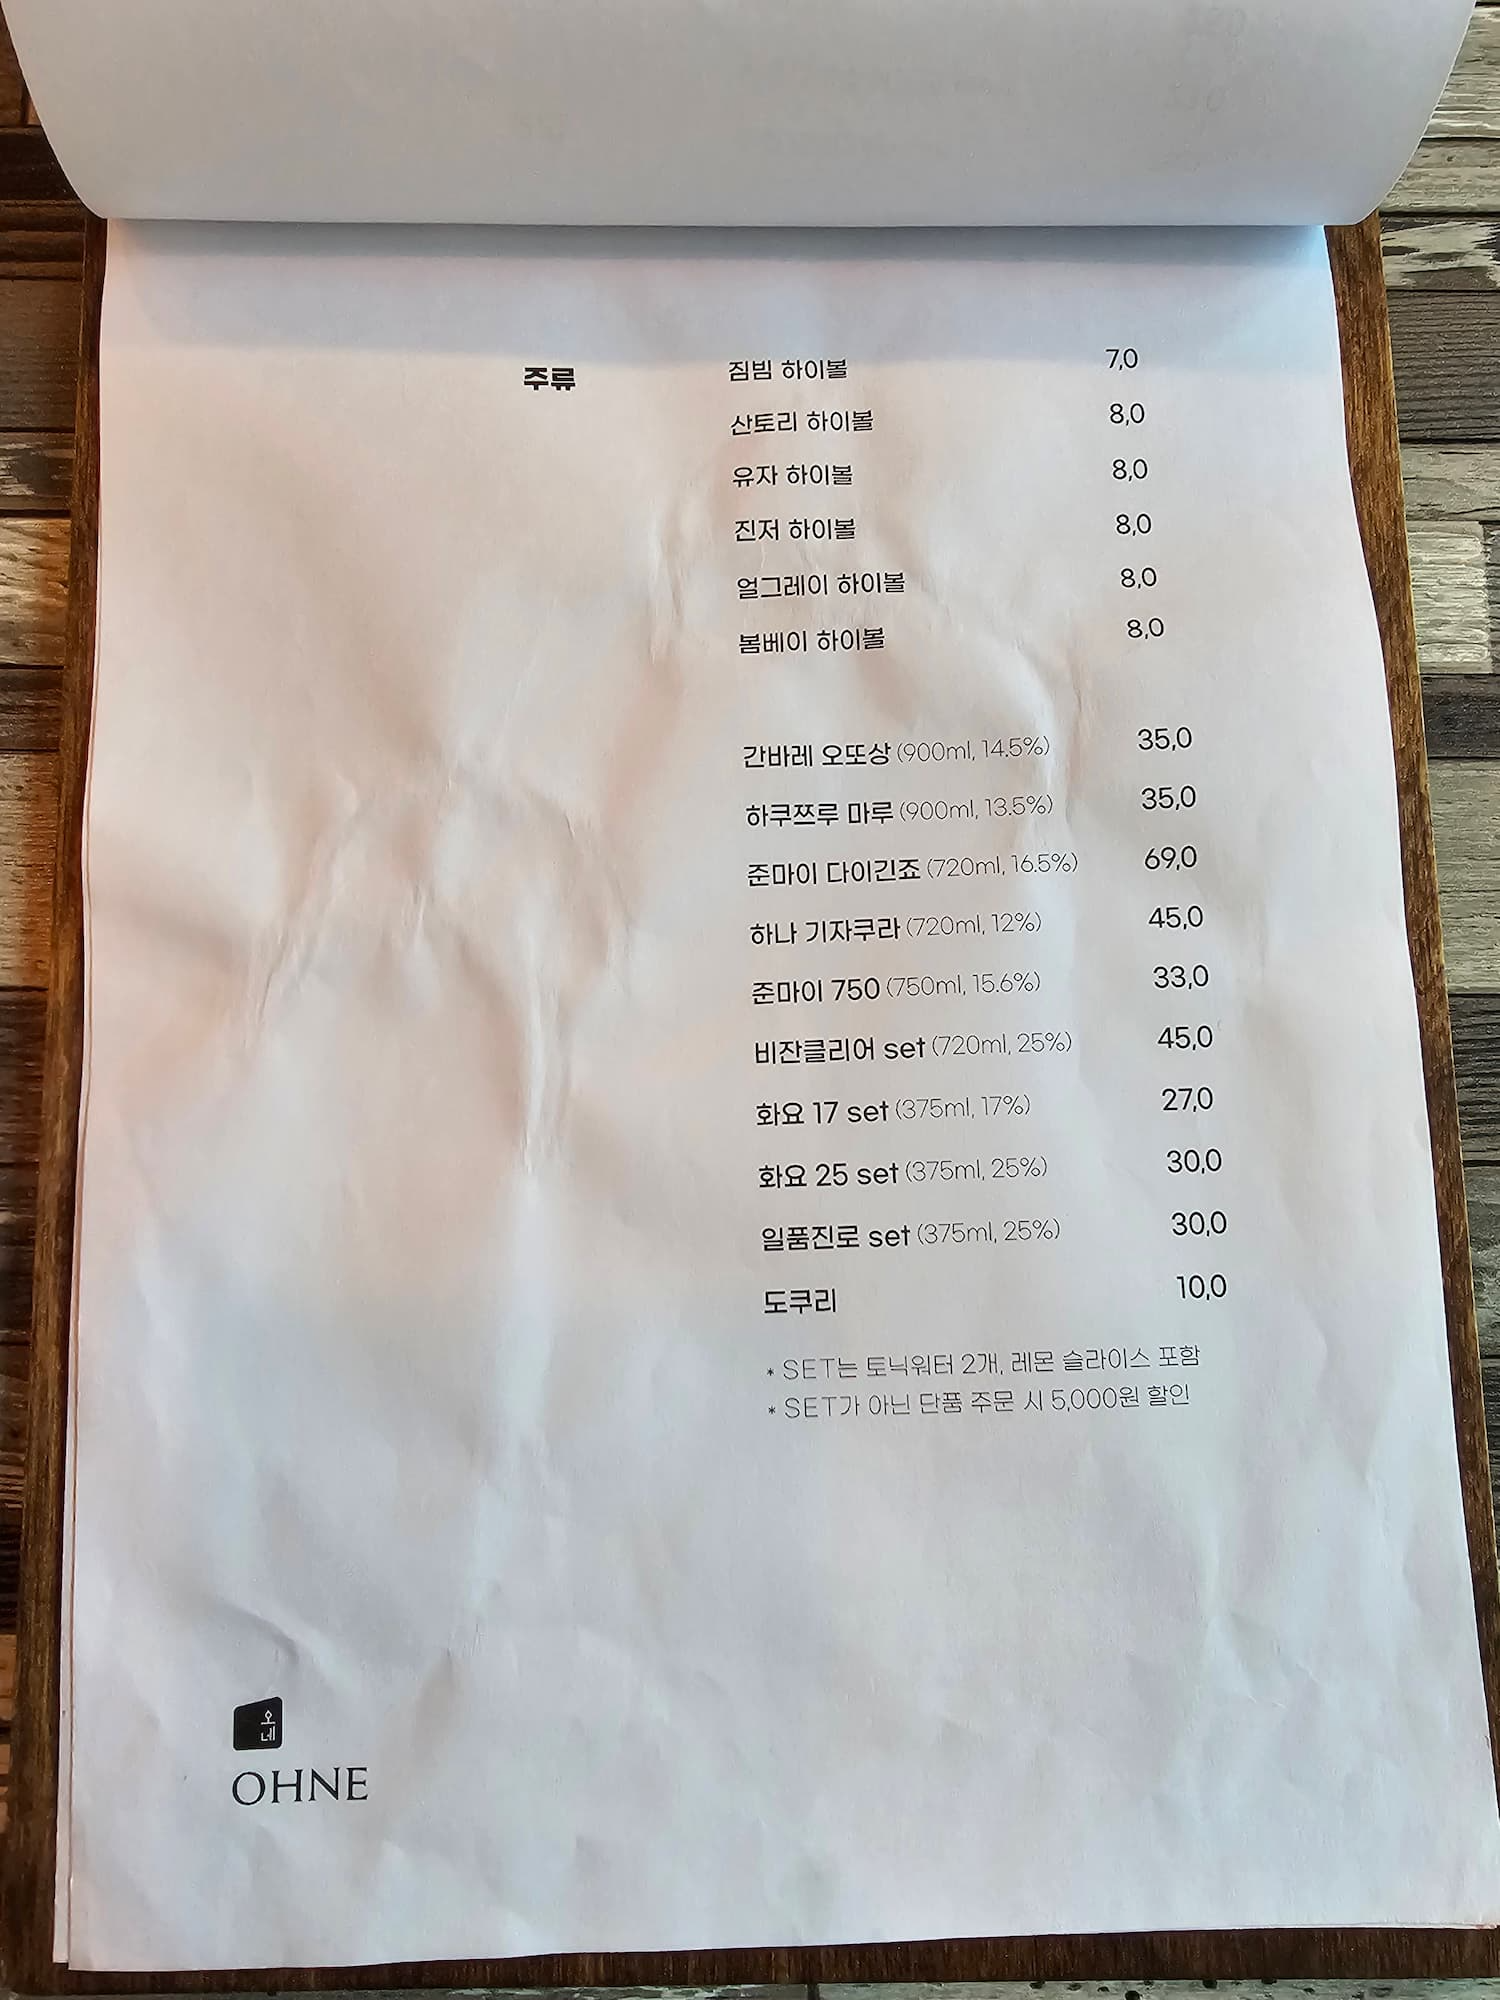 주류
짐빔 하이볼 7,0
산토리 하이볼 8,0
유자 하이볼 8,0
진저 하이볼 8,0
얼그레이 하이볼 8,0
봄베이 하이볼 8,0
간바레 오또상 (900ml, 14.5%) 35,0
하쿠쯔루 마루 (900ml, 13.5%) 35,0
준마이 다이긴죠 (720ml, 16.5%) 69,0
하나 기자쿠라 (720ml, 12%) 45,0
준마이 750 (750ml, 15.6%) 33,0
비잔클리어 set (720ml, 25%) 45,0
화요 17 set (375ml, 17%) 27,0
화요 25 set (375ml, 25%) 30,0
일품진로 set (375ml, 25%) 30,0
도쿠리 10,0
* SET는 토닉워터 2개, 레몬 슬라이스 포함
* SET가 아닌 단품 주문 시 5,000원 할인
오네
OHNE